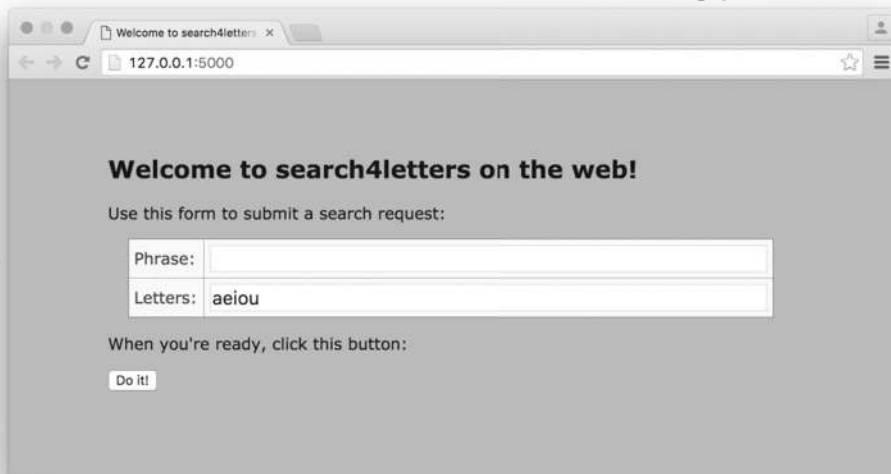 Welcome to search4letters
127.0.0.1:5000
Welcome to search4letters on the web!
Use this form to submit a search request:
Phrase:
Letters: aeiou
When you're ready, click this button:
Do it!